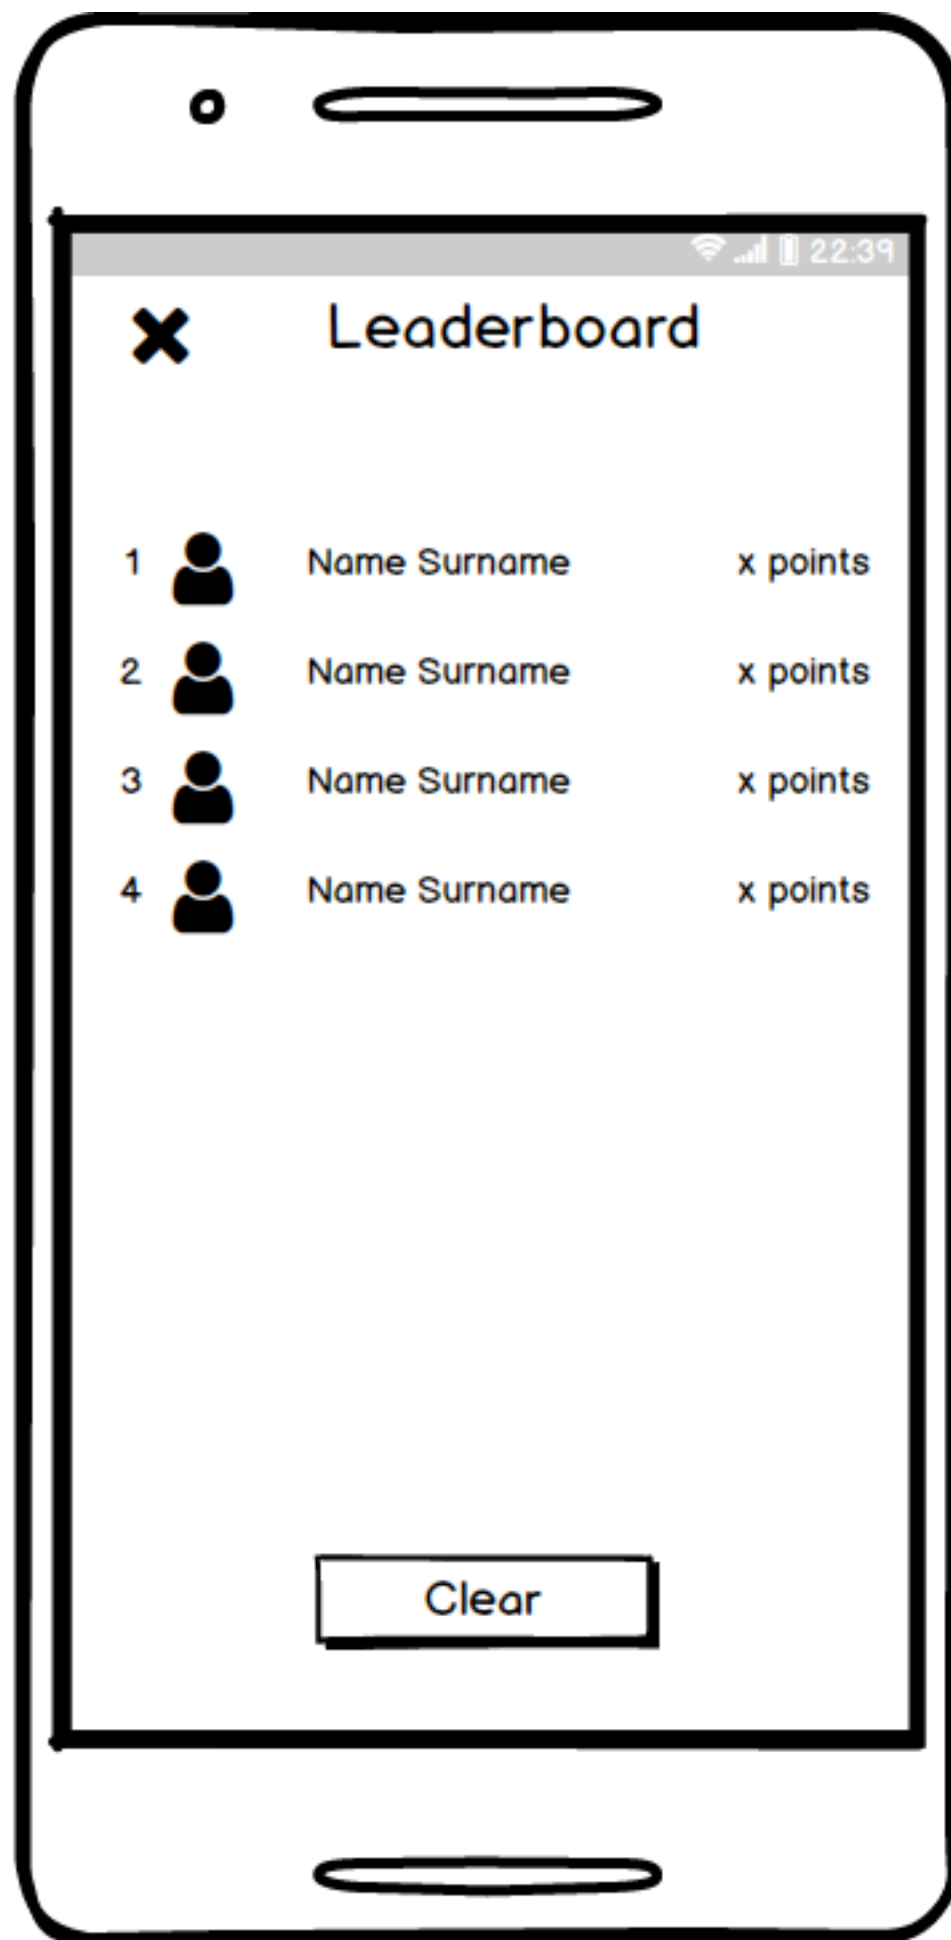 22:39
Leaderboard
1 Name Surname x points
2 Name Surname x points
3 Name Surname x points
4 Name Surname x points
Clear